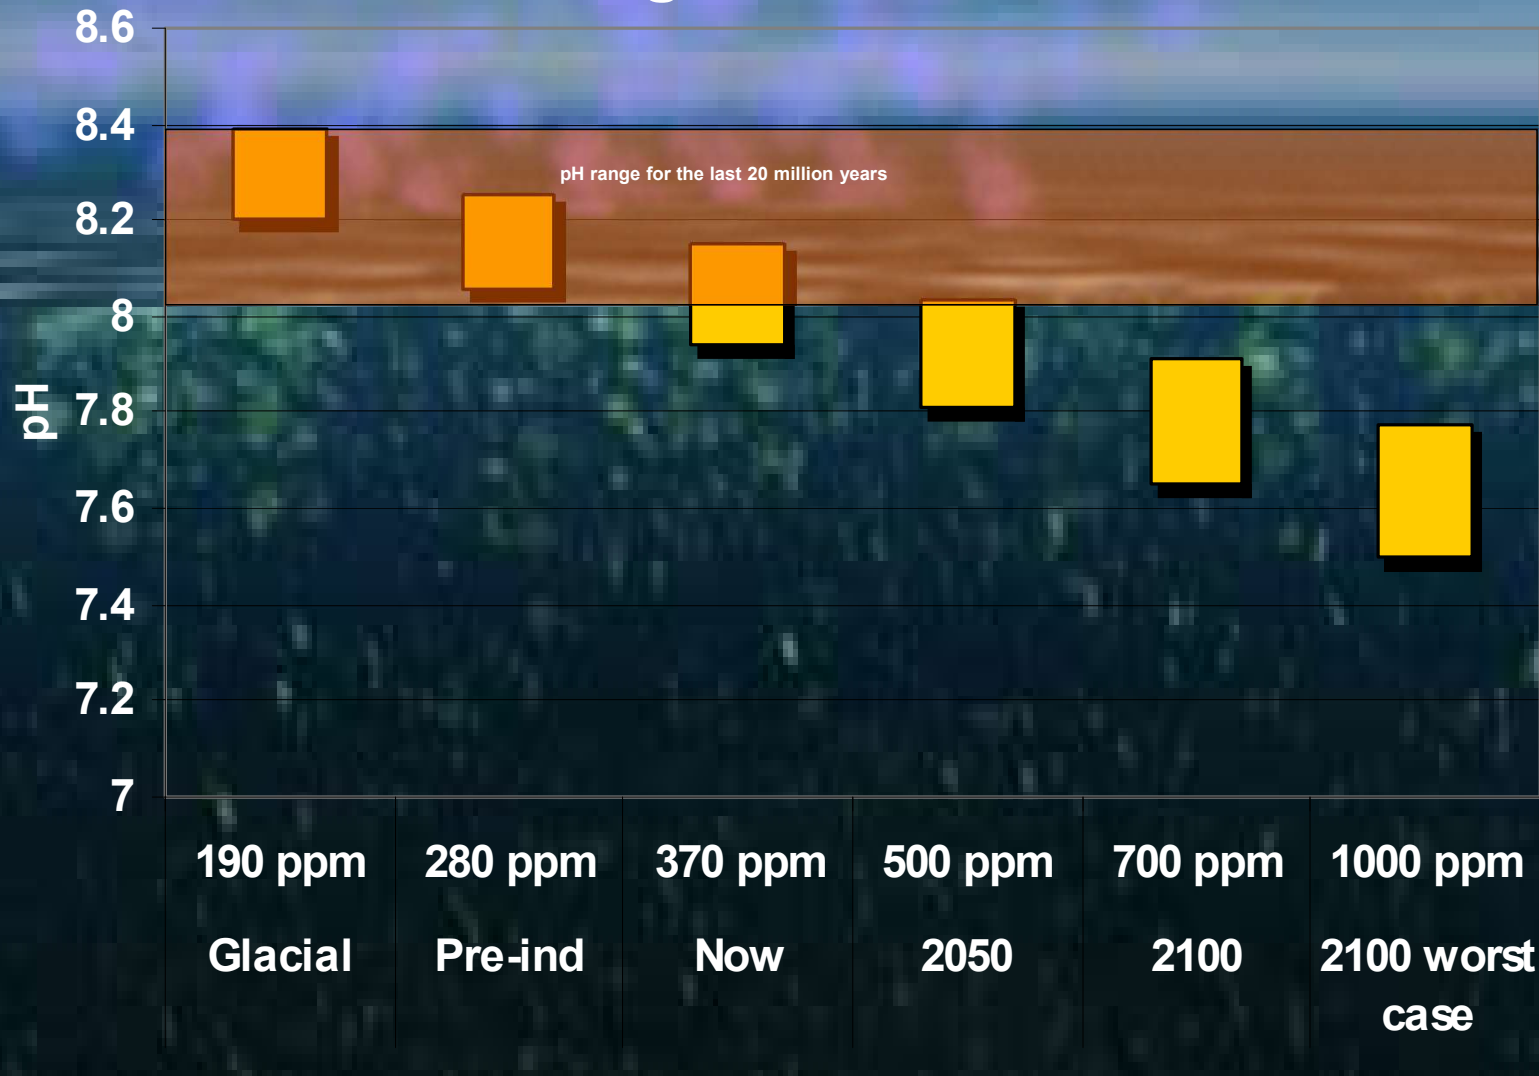 8.6
8.4
pH range for the last 20 million years
8.2
8
pH
7.8
7.6
7.4
7.2
7
190 ppm 280 ppm 370 ppm 500 ppm 700 ppm 1000 ppm
Glacial Pre-ind Now 2050 2100 2100 worst
case